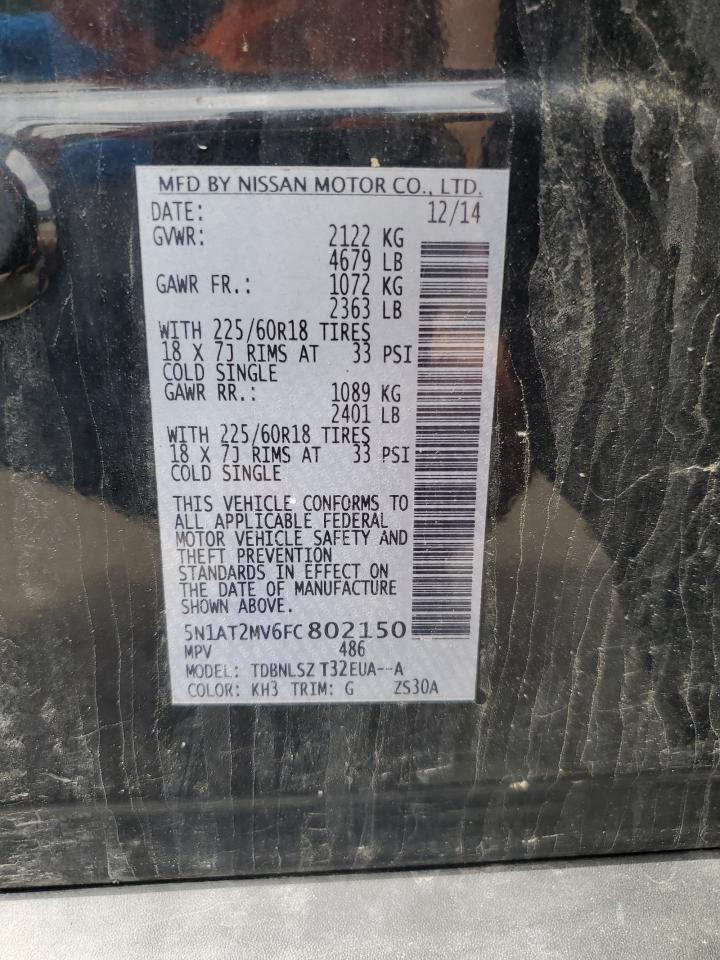 MFD BY NISSAN MOTOR CO., LTD.
DATE: 12/14
GVWR: 2122 KG
4679 LB
GAWR FR.: 1072 KG
2363 LB
WITH 225/60R18 TIRES
18 X 7J RIMS AT 33 PSI
COLD SINGLE
GAWR RR.: 1089 KG
2401 LB
WITH 225/60R18 TIRES
18 X 7J RIMS AT 33 PSI
COLD SINGLE
THIS VEHICLE CONFORMS TO
ALL APPLICABLE FEDERAL
MOTOR VEHICLE SAFETY AND
THEFT PREVENTION
STANDARDS IN EFFECT ON
THE DATE OF MANUFACTURE
SHOWN ABOVE.
5N1AT2MV6FC802150
MPV 486
MODEL: TDBNLSZ T32EUA--A
COLOR: KH3 TRIM: G ZS30A